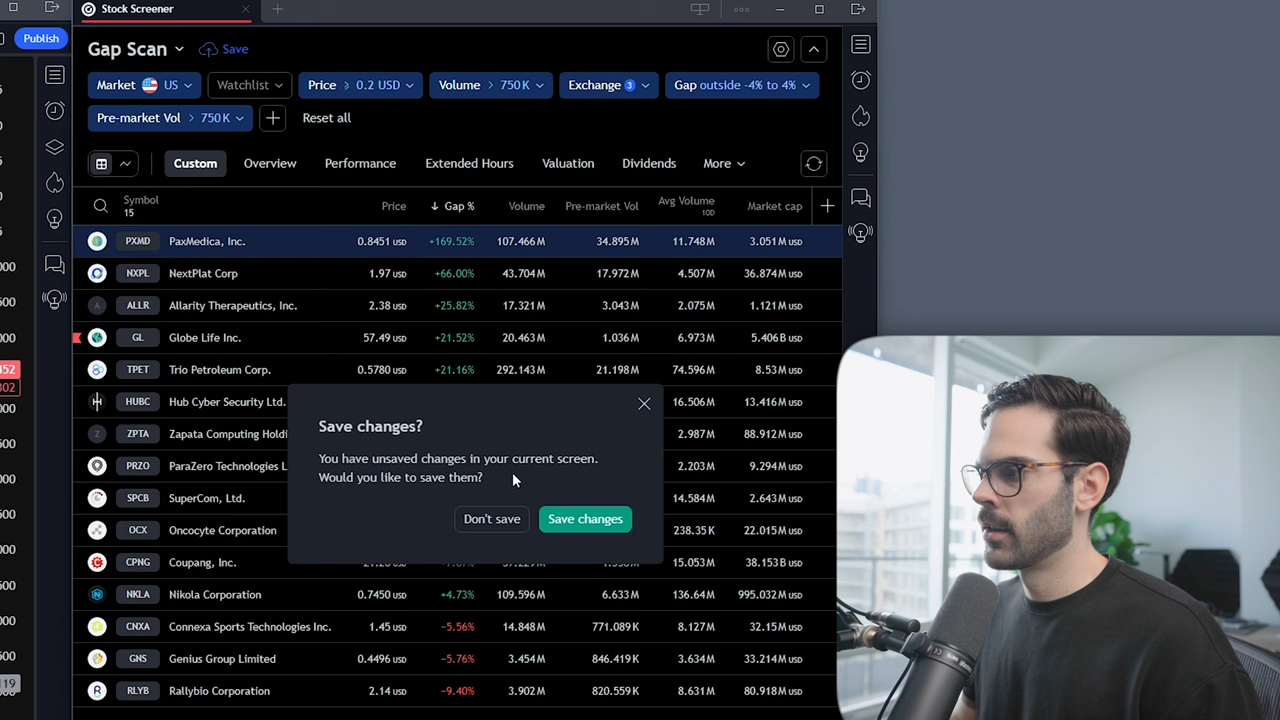 Stock Screener
Publish
Gap Scan
Save
Market US
Watchlist
Price > 0.2 USD
Volume > 750 K
Exchange 3
Gap outside -4% to 4%
Pre-market Vol > 750 K
Reset all
Custom Overview Performance Extended Hours Valuation Dividends More
Symbol 15 Price Gap % Volume Pre-market Vol Avg Volume 10D Market cap
PXMD PaxMedica, Inc. 0.8451 USD +169.52% 107.466 M 34.895 M 11.748 M 3.051 M USD
NXPL NextPlat Corp 1.97 USD +66.00% 43.704 M 17.972 M 4.507 M 36.874 M USD
ALLR Allarity Therapeutics, Inc. 2.38 USD +25.82% 17.321 M 3.043 M 2.075 M 1.121 M USD
GL Globe Life Inc. 57.49 USD +21.52% 20.463 M 1.036 M 6.973 M 5.406 B USD
TPET Trio Petroleum Corp. 0.5780 USD +21.16% 292.143 M 21.198 M 74.596 M 8.53 M USD
HUBC Hub Cyber Security Ltd. 16.506 M 13.416 M USD
ZPTA Zapata Computing Holdi 2.987 M 88.912 M USD
PRZO ParaZero Technologies L 2.203 M 9.294 M USD
SPCB SuperCom, Ltd. 14.584 M 2.643 M USD
OCX Oncocyte Corporation 238.35 K 22.015 M USD
CPNG Coupang, Inc. 15.053 M 38.153 B USD
NKLA Nikola Corporation 0.7450 USD +4.73% 109.596 M 6.633 M 136.64 M 995.032 M USD
CNXA Connexa Sports Technologies Inc. 1.45 USD −5.56% 14.848 M 771.089 K 8.127 M 32.15 M USD
GNS Genius Group Limited 0.4496 USD −5.76% 3.454 M 846.419 K 3.634 M 33.214 M USD
RLYB Rallybio Corporation 2.14 USD −9.40% 3.902 M 820.559 K 8.631 M 80.918 M USD
Save changes?
You have unsaved changes in your current screen.
Would you like to save them?
Don't save
Save changes